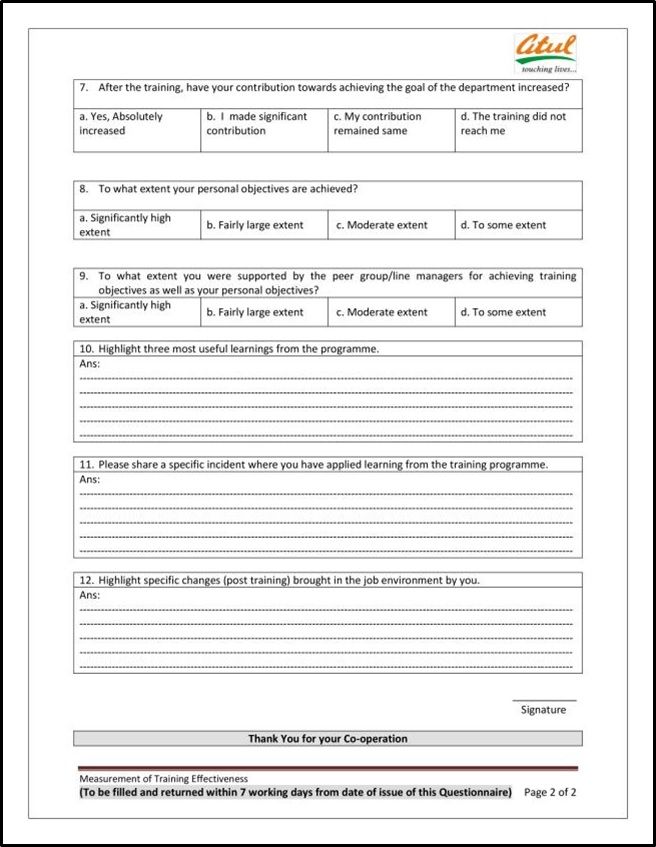 Atul
touching lives...
7. After the training, have your contribution towards achieving the goal of the department increased?
a. Yes, Absolutely increased
b. I made significant contribution
c. My contribution remained same
d. The training did not reach me
8. To what extent your personal objectives are achieved?
a. Significantly high extent
b. Fairly large extent
c. Moderate extent
d. To some extent
9. To what extent you were supported by the peer group/line managers for achieving training
objectives as well as your personal objectives?
a. Significantly high extent
b. Fairly large extent
c. Moderate extent
d. To some extent
10. Highlight three most useful learnings from the programme.
Ans:
11. Please share a specific incident where you have applied learning from the training programme.
Ans:
12. Highlight specific changes (post training) brought in the job environment by you.
Ans:
Signature
Thank You for your Co-operation
Measurement of Training Effectiveness
(To be filled and returned within 7 working days from date of issue of this Questionnaire) Page 2 of 2